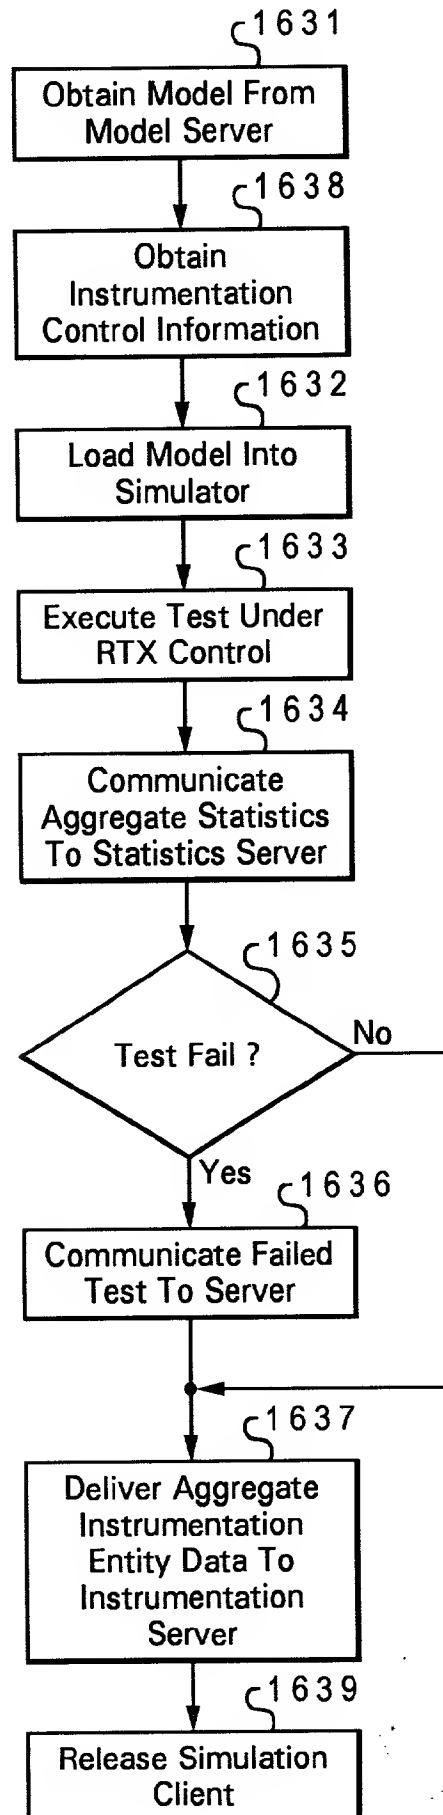 1631
Obtain Model From
Model Server
1638
Obtain
Instrumentation
Control Information
1632
Load Model Into
Simulator
1633
Execute Test Under
RTX Control
1634
Communicate
Aggregate Statistics
To Statistics Server
1635
Test Fail ?
No
Yes
1636
Communicate Failed
Test To Server
1637
Deliver Aggregate
Instrumentation
Entity Data To
Instrumentation
Server
1639
Release Simulation
Client